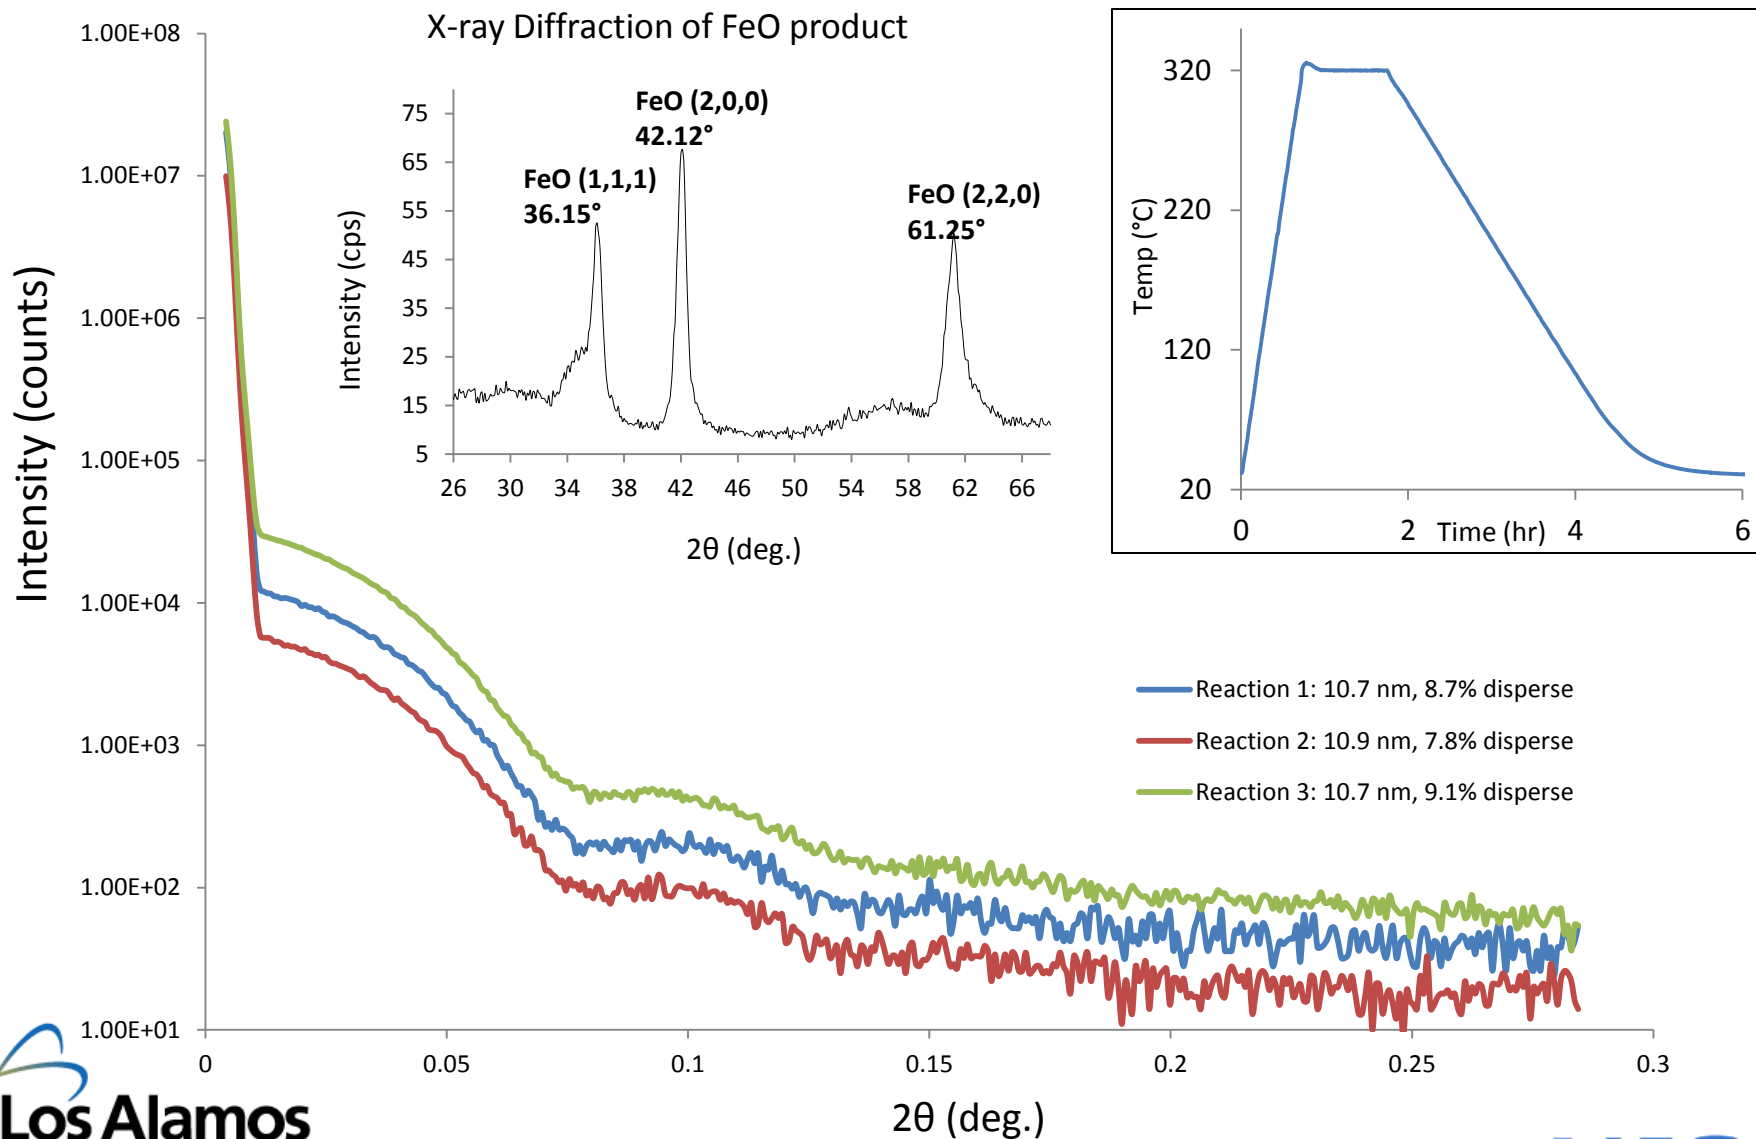 X-ray Diffraction of FeO product
1.00E+08
1.00E+07
1.00E+06
1.00E+05
1.00E+04
1.00E+03
1.00E+02
1.00E+01
Intensity (counts)
0 0.05 0.1 0.15 0.2 0.25 0.3
2θ (deg.)
75
65
55
45
35
25
15
5
Intensity (cps)
FeO (1,1,1)
36.15°
FeO (2,0,0)
42.12°
FeO (2,2,0)
61.25°
26 30 34 38 42 46 50 54 58 62 66
2θ (deg.)
320
220
120
20
Temp (°C)
0 2 4 6
Time (hr)
Reaction 1: 10.7 nm, 8.7% disperse
Reaction 2: 10.9 nm, 7.8% disperse
Reaction 3: 10.7 nm, 9.1% disperse
Los Alamos